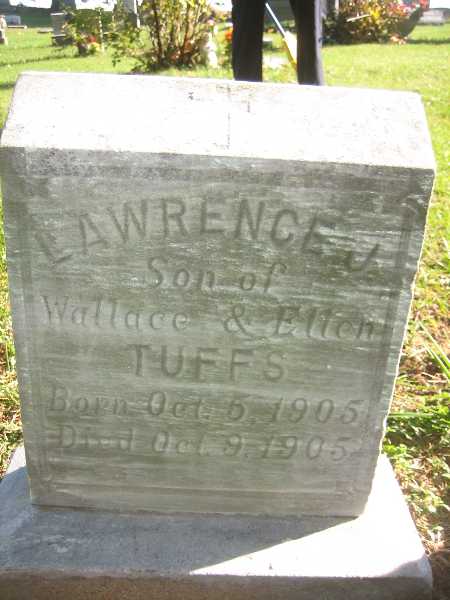 LAWRENCE J.
Son of
Wallace & Ellen
TUFFS
Born Oct. 5, 1905
Died Oct. 9, 1905